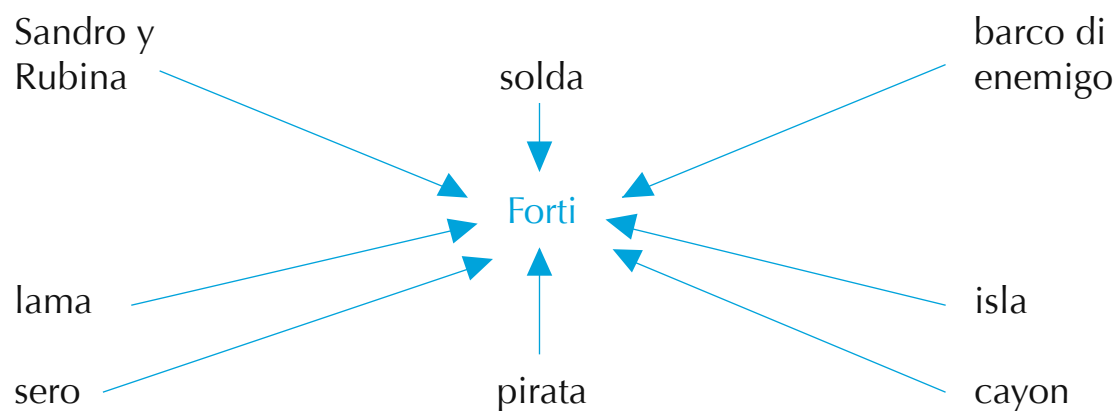 Sandro y
Rubina
solda
barco di
enemigo
Forti
lama
isla
sero
pirata
cayon